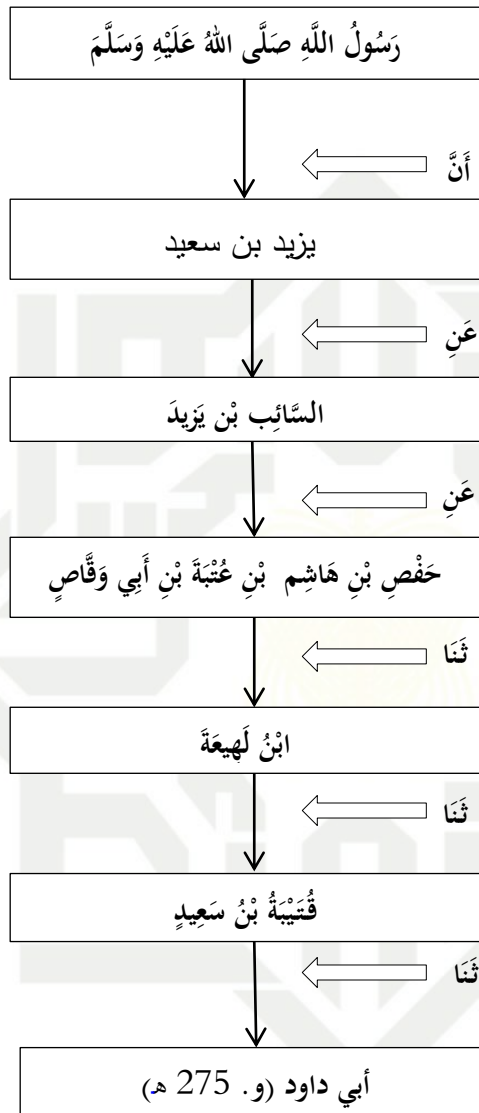 رَسُولُ اللَّهِ صَلَّى اللهُ عَلَيْهِ وَسَلَّمَ
أَنَّ
يزيد بن سعيد
عَنِ
السَّائِب بْن يَزِيدَ
عَنِ
حَفْصِ بْنِ هَاشِم بْنِ عُتْبَةَ بْنِ أَبِي وَقَّاصٍ
ثَنَا
ابْنُ لَهِيعَةَ
ثَنَا
قُتَيْبَةُ بْنُ سَعِيدٍ
ثَنَا
أبي داود (و. 275 ه)